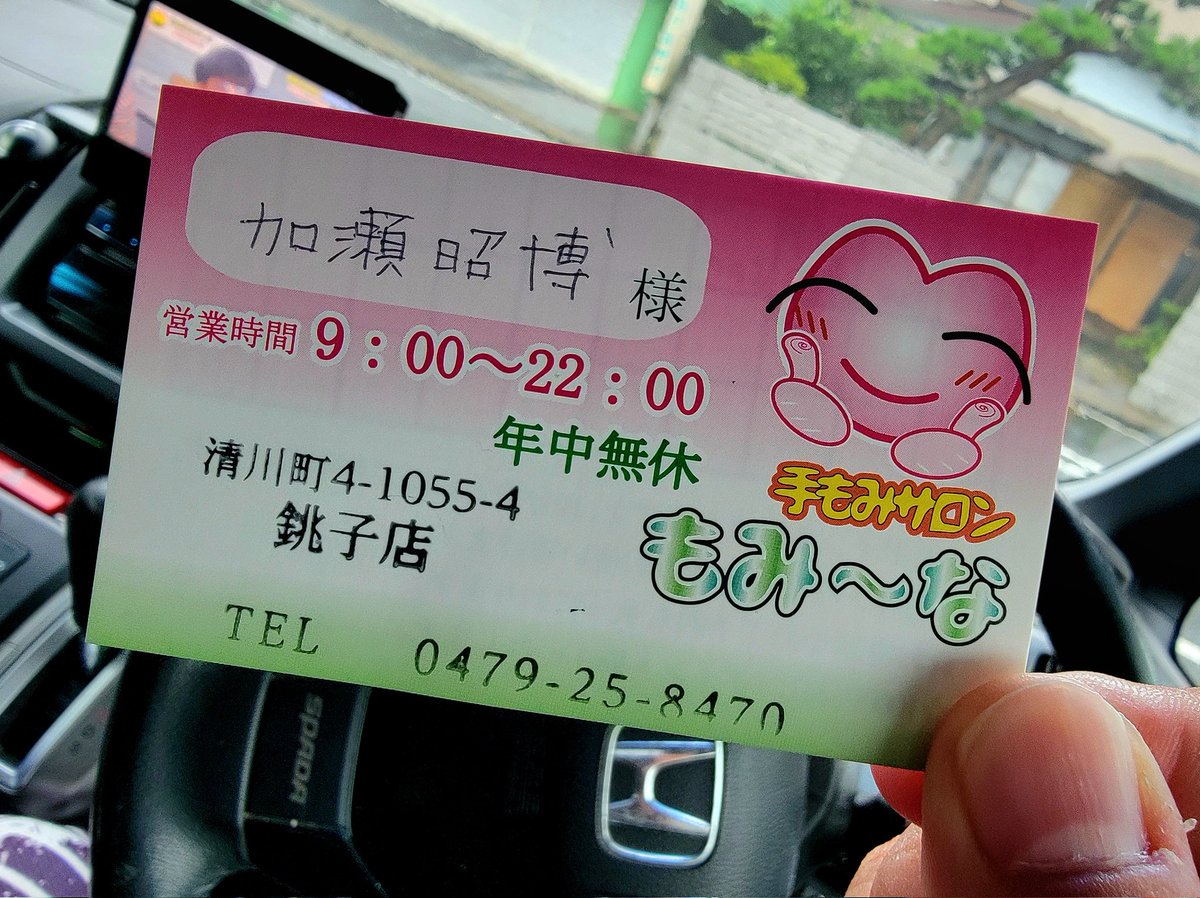 加瀬 昭博 様
営業時間 9:00～22:00
年中無休
清川町4-1055-4
銚子店
手もみサロン
もみ～な
TEL 0479-25-8470
SPADA